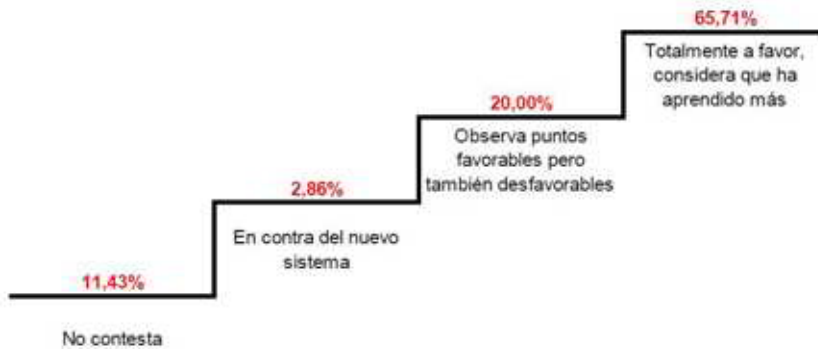 65,71%
Totalmente a favor,
considera que ha
aprendido más
20,00%
Observa puntos
favorables pero
también desfavorables
2,86%
En contra del nuevo
sistema
11,43%
No contesta